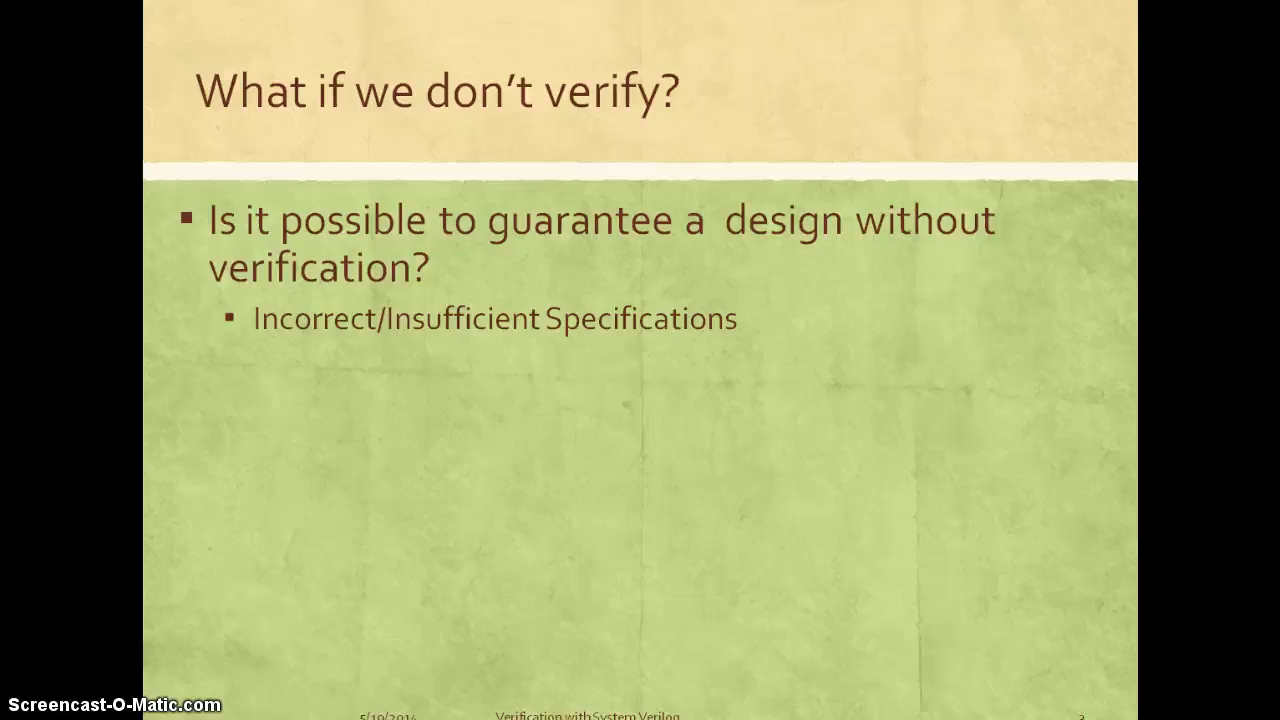 What if we don't verify?
▪ Is it possible to guarantee a design without
verification?
▪ Incorrect/Insufficient Specifications
Screencast-O-Matic.com
5/19/2014 Verification with System Verilog 3